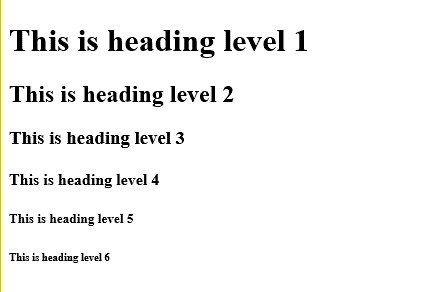 This is heading level 1
This is heading level 2
This is heading level 3
This is heading level 4
This is heading level 5
This is heading level 6